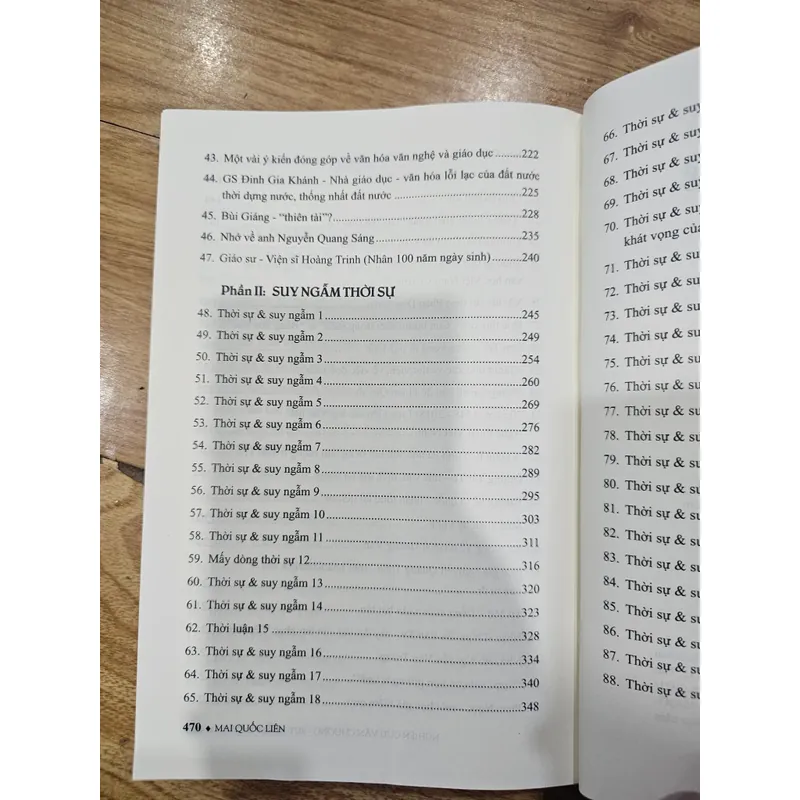 43. Một vài ý kiến đóng góp về văn hóa văn nghệ và giáo dục .........222
44. GS Đinh Gia Khánh - Nhà giáo dục - văn hóa lỗi lạc của đất nước
thời dựng nước, thống nhất đất nước ........................................225
45. Bùi Giáng - “thiên tài”?..........................................................228
46. Nhớ về anh Nguyễn Quang Sáng.............................................235
47. Giáo sư - Viện sĩ Hoàng Trinh (Nhân 100 năm ngày sinh)..........240
Phần II: SUY NGẪM THỜI SỰ
48. Thời sự & suy ngẫm 1............................................................245
49. Thời sự & suy ngẫm 2............................................................249
50. Thời sự & suy ngẫm 3............................................................254
51. Thời sự & suy ngẫm 4............................................................260
52. Thời sự & suy ngẫm 5............................................................269
53. Thời sự & suy ngẫm 6............................................................276
54. Thời sự & suy ngẫm 7............................................................282
55. Thời sự & suy ngẫm 8............................................................289
56. Thời sự & suy ngẫm 9............................................................295
57. Thời sự & suy ngẫm 10...........................................................303
58. Thời sự & suy ngẫm 11...........................................................311
59. Mấy dòng thời sự 12..............................................................316
60. Thời sự & suy ngẫm 13...........................................................320
61. Thời sự & suy ngẫm 14...........................................................323
62. Thời luận 15 .........................................................................328
63. Thời sự & suy ngẫm 16...........................................................334
64. Thời sự & suy ngẫm 17...........................................................340
65. Thời sự & suy ngẫm 18...........................................................348
470 ♦ MAI QUỐC LIÊN
66. Thời sự & suy
67. Thời sự & suy
68. Thời sự & suy
69. Thời sự & suy
70. Thời sự & suy
khát vọng của
71. Thời sự & suy
72. Thời sự & suy
73. Thời sự & suy
74. Thời sự & suy
75. Thời sự & suy
76. Thời sự & suy
77. Thời sự & su
78. Thời sự & su
79. Thời sự & su
80. Thời sự & su
81. Thời sự & su
82. Thời sự & su
83. Thời sự & su
84. Thời sự & su
85. Thời sự & s
86. Thời sự & s
87. Thời sự & s
88. Thời sự & s